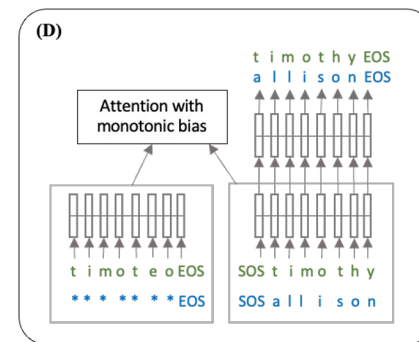 (D)
t i m o t h y EOS
a l l i s o n EOS
Attention with
monotonic bias
t i m o t e o EOS
* * * * * * * EOS
SOS t i m o t h y
SOS a l l i s o n